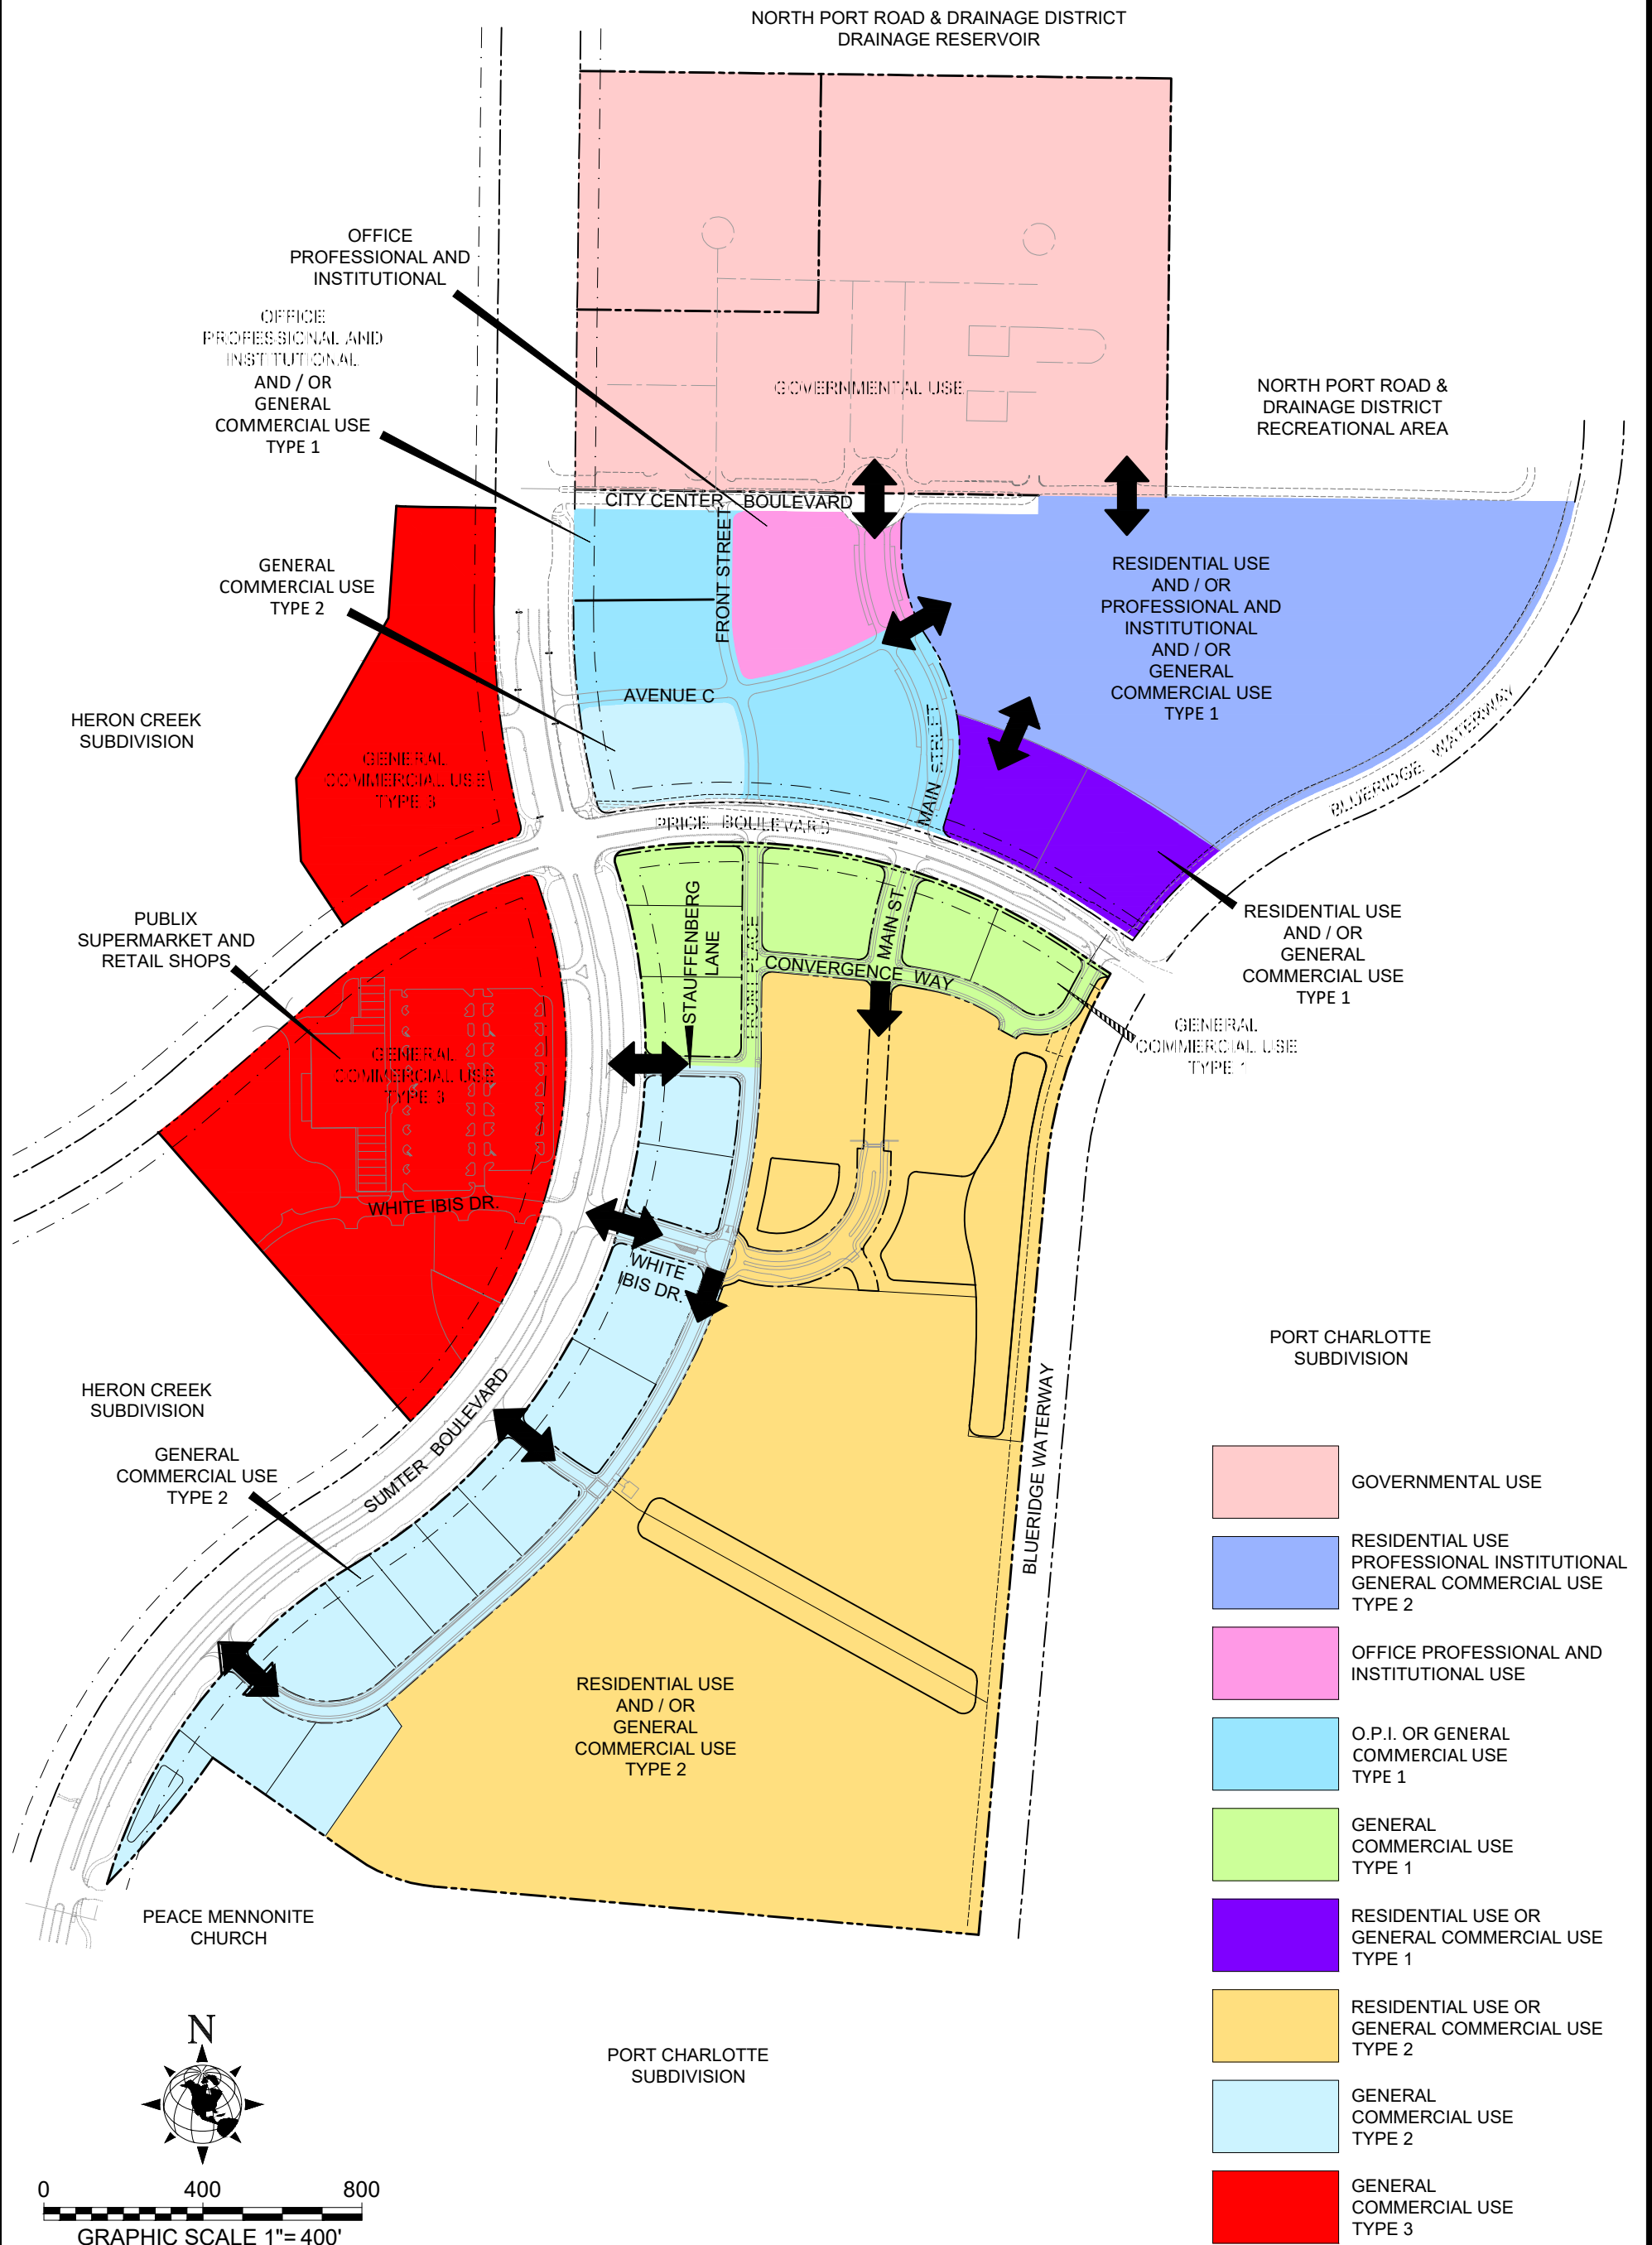 NORTH PORT ROAD & DRAINAGE DISTRICT
DRAINAGE RESERVOIR
OFFICE
PROFESSIONAL AND
INSTITUTIONAL
OFFICE
PROFESSIONAL AND
INSTITUTIONAL
AND / OR
GENERAL
COMMERCIAL USE
TYPE 1
GOVERNMENTAL USE
NORTH PORT ROAD &
DRAINAGE DISTRICT
RECREATIONAL AREA
CITY CENTER BOULEVARD
FRONT STREET
GENERAL
COMMERCIAL USE
TYPE 2
RESIDENTIAL USE
AND / OR
PROFESSIONAL AND
INSTITUTIONAL
AND / OR
GENERAL
COMMERCIAL USE
TYPE 1
AVENUE C
MAIN STREET
HERON CREEK
SUBDIVISION
GENERAL
COMMERCIAL USE
TYPE 3
BLUERIDGE WATERWAY
PRICE BOULEVARD
PUBLIX
SUPERMARKET AND
RETAIL SHOPS
STAUFFENBERG
LANE
FRONT PLACE
MAIN ST.
CONVERGENCE WAY
RESIDENTIAL USE
AND / OR
GENERAL
COMMERCIAL USE
TYPE 1
GENERAL
COMMERCIAL USE
TYPE 1
GENERAL
COMMERCIAL USE
TYPE 3
WHITE IBIS DR.
WHITE
IBIS DR.
PORT CHARLOTTE
SUBDIVISION
HERON CREEK
SUBDIVISION
SUMTER BOULEVARD
BLUERIDGE WATERWAY
GENERAL
COMMERCIAL USE
TYPE 2
RESIDENTIAL USE
AND / OR
GENERAL
COMMERCIAL USE
TYPE 2
PEACE MENNONITE
CHURCH
PORT CHARLOTTE
SUBDIVISION
GOVERNMENTAL USE
RESIDENTIAL USE
PROFESSIONAL INSTITUTIONAL
GENERAL COMMERCIAL USE
TYPE 2
OFFICE PROFESSIONAL AND
INSTITUTIONAL USE
O.P.I. OR GENERAL
COMMERCIAL USE
TYPE 1
GENERAL
COMMERCIAL USE
TYPE 1
RESIDENTIAL USE OR
GENERAL COMMERCIAL USE
TYPE 1
RESIDENTIAL USE OR
GENERAL COMMERCIAL USE
TYPE 2
GENERAL
COMMERCIAL USE
TYPE 2
GENERAL
COMMERCIAL USE
TYPE 3
N
0 400 800
GRAPHIC SCALE 1"= 400'